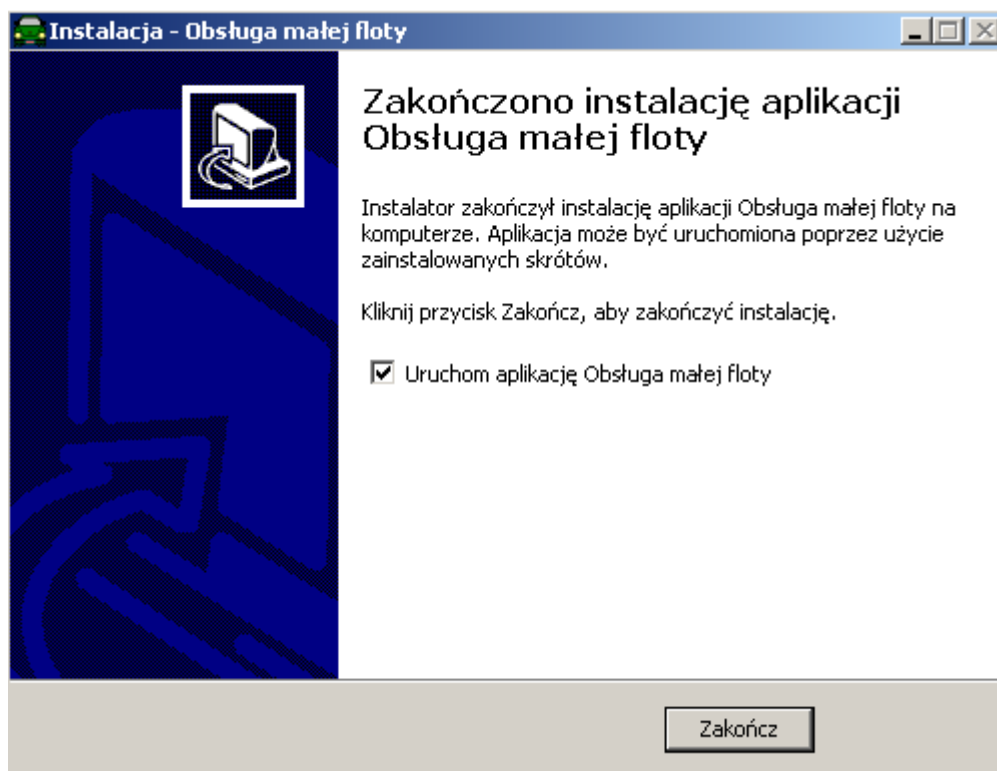 Instalacja - Obsługa małej floty
Zakończono instalację aplikacji
Obsługa małej floty
Instalator zakończył instalację aplikacji Obsługa małej floty na
komputerze. Aplikacja może być uruchomiona poprzez użycie
zainstalowanych skrótów.
Kliknij przycisk Zakończ, aby zakończyć instalację.
Uruchom aplikację Obsługa małej floty
Zakończ